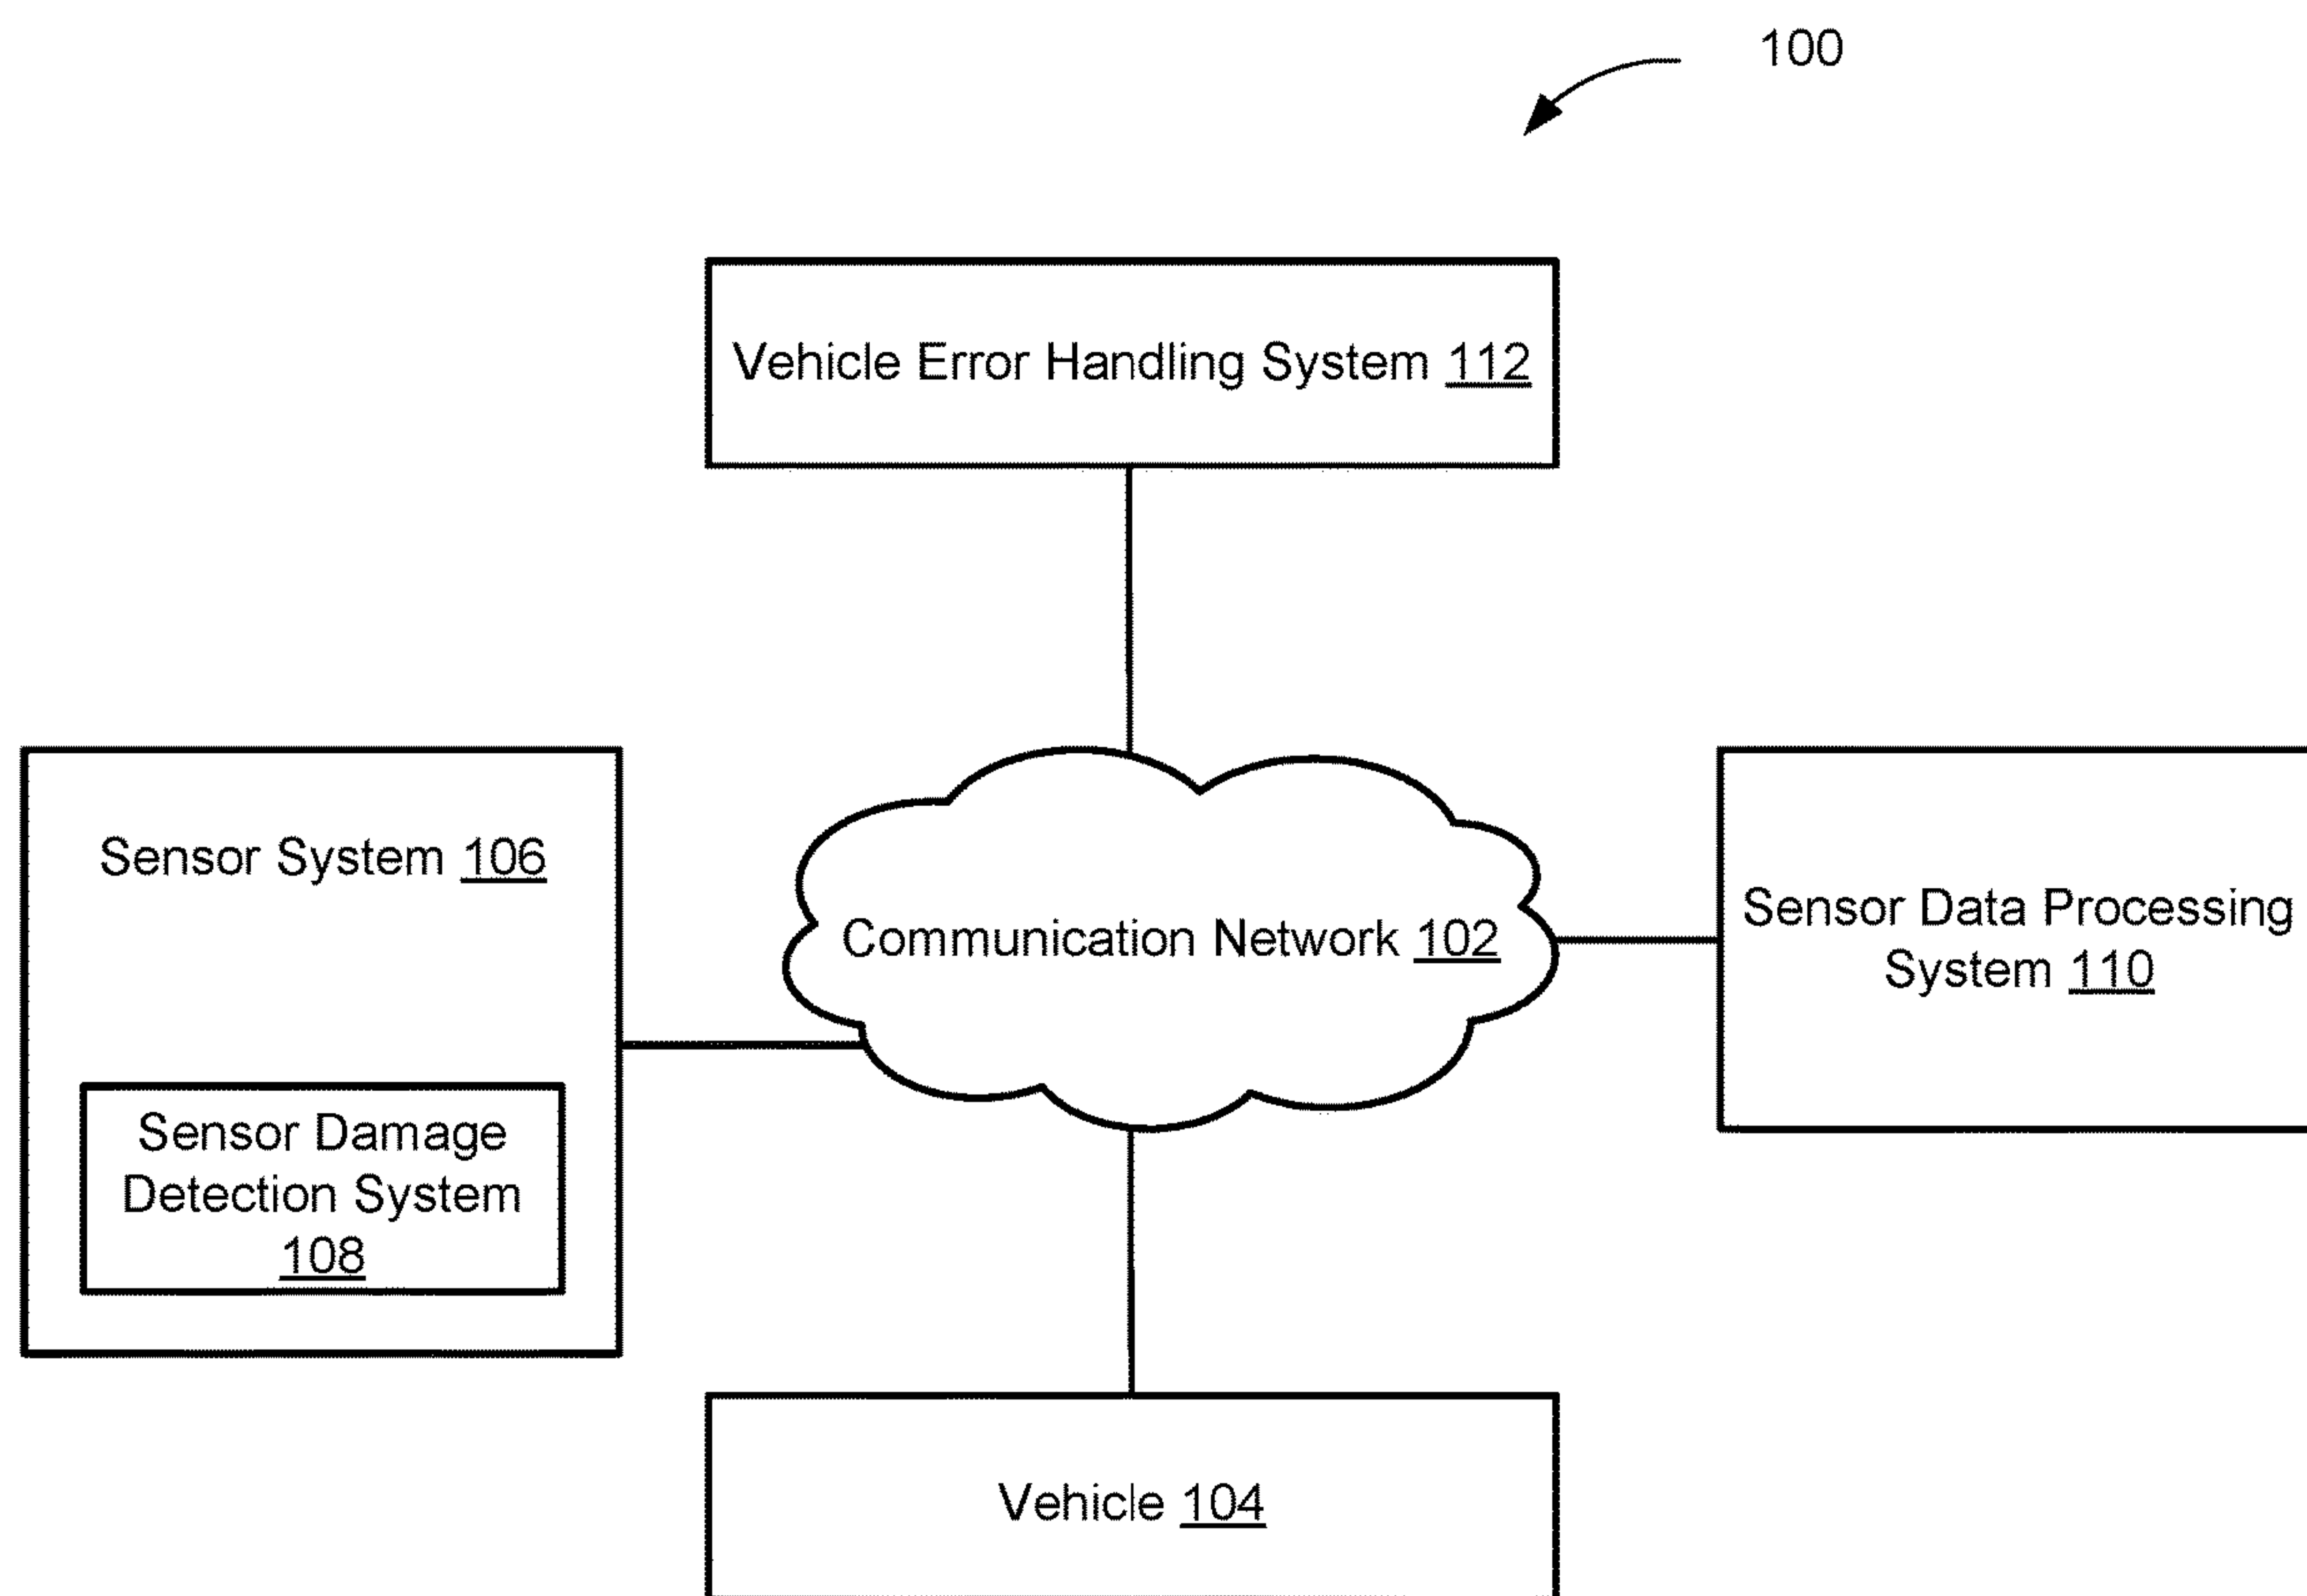 100
Vehicle Error Handling System 112
Sensor System 106
Communication Network 102
Sensor Data Processing
System 110
Sensor Damage
Detection System
108
Vehicle 104